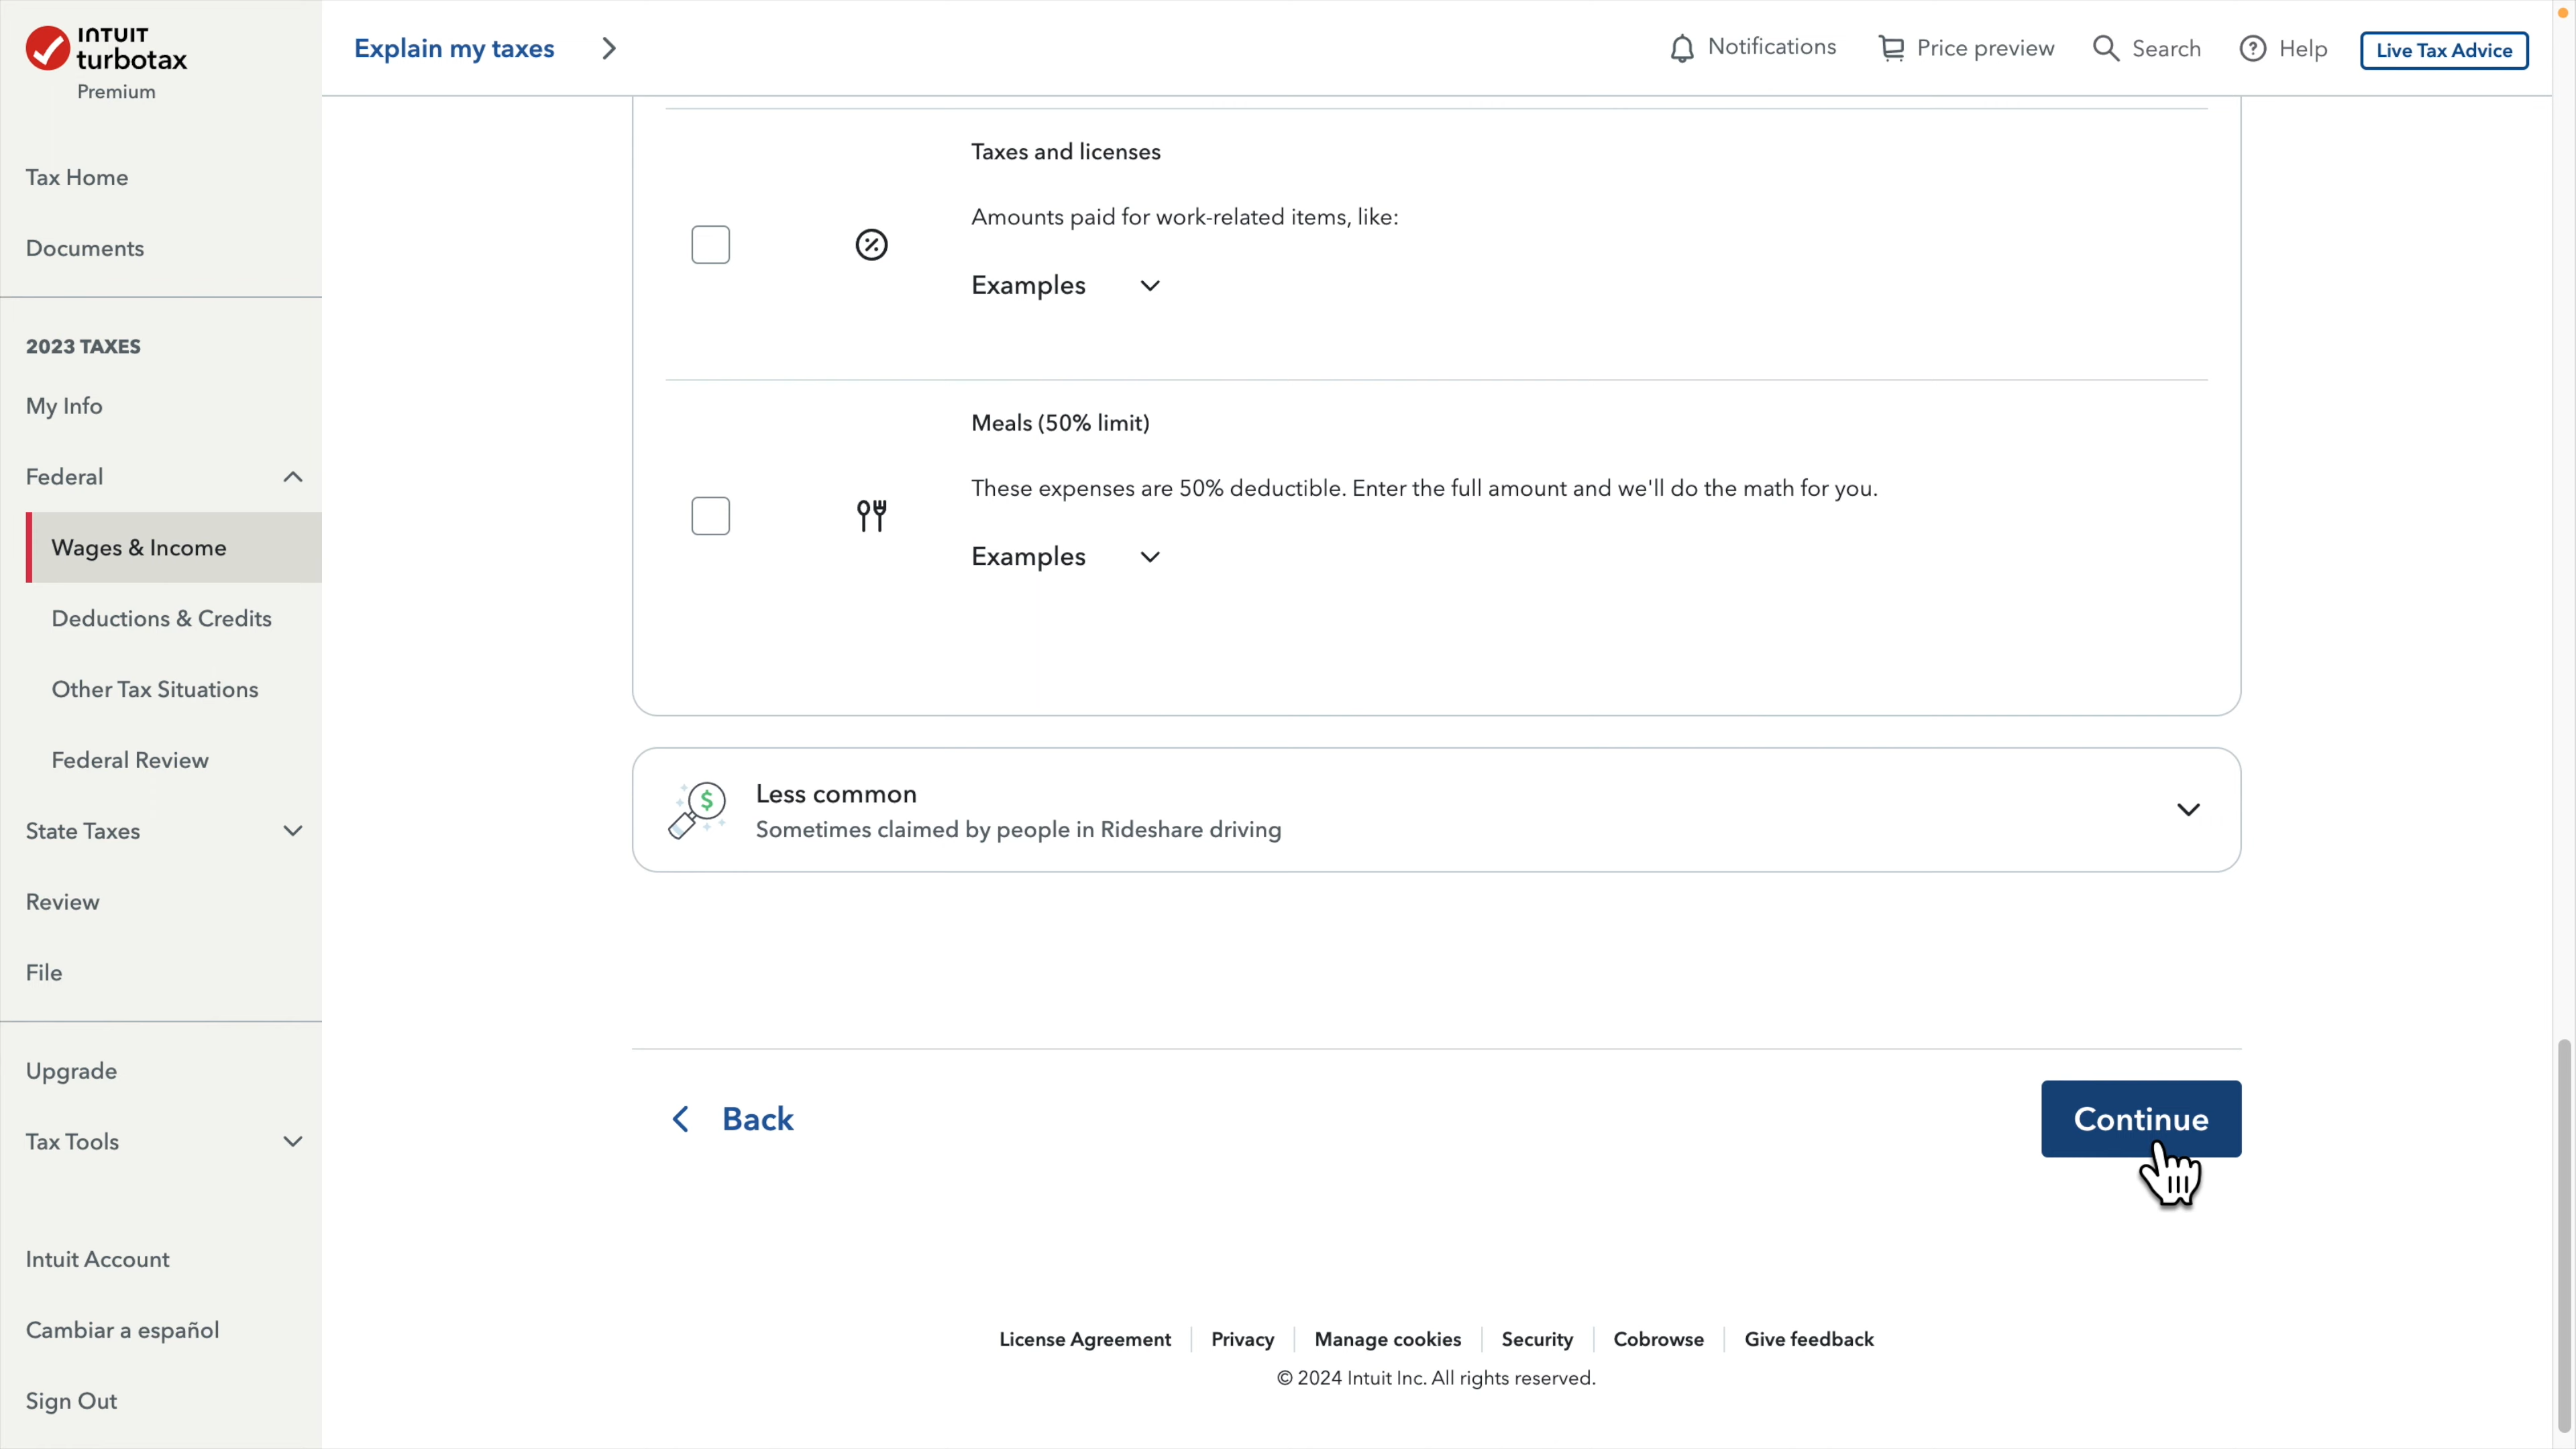 INTUIT
turbotax
Premium
Explain my taxes
Notifications
Price preview
Search
Help
Live Tax Advice
Tax Home
Documents
2023 TAXES
My Info
Federal
Wages & Income
Deductions & Credits
Other Tax Situations
Federal Review
State Taxes
Review
File
Upgrade
Tax Tools
Intuit Account
Cambiar a español
Sign Out
Taxes and licenses
Amounts paid for work-related items, like:
Examples
Meals (50% limit)
These expenses are 50% deductible. Enter the full amount and we'll do the math for you.
Examples
Less common
Sometimes claimed by people in Rideshare driving
Back
Continue
License Agreement
Privacy
Manage cookies
Security
Cobrowse
Give feedback
© 2024 Intuit Inc. All rights reserved.